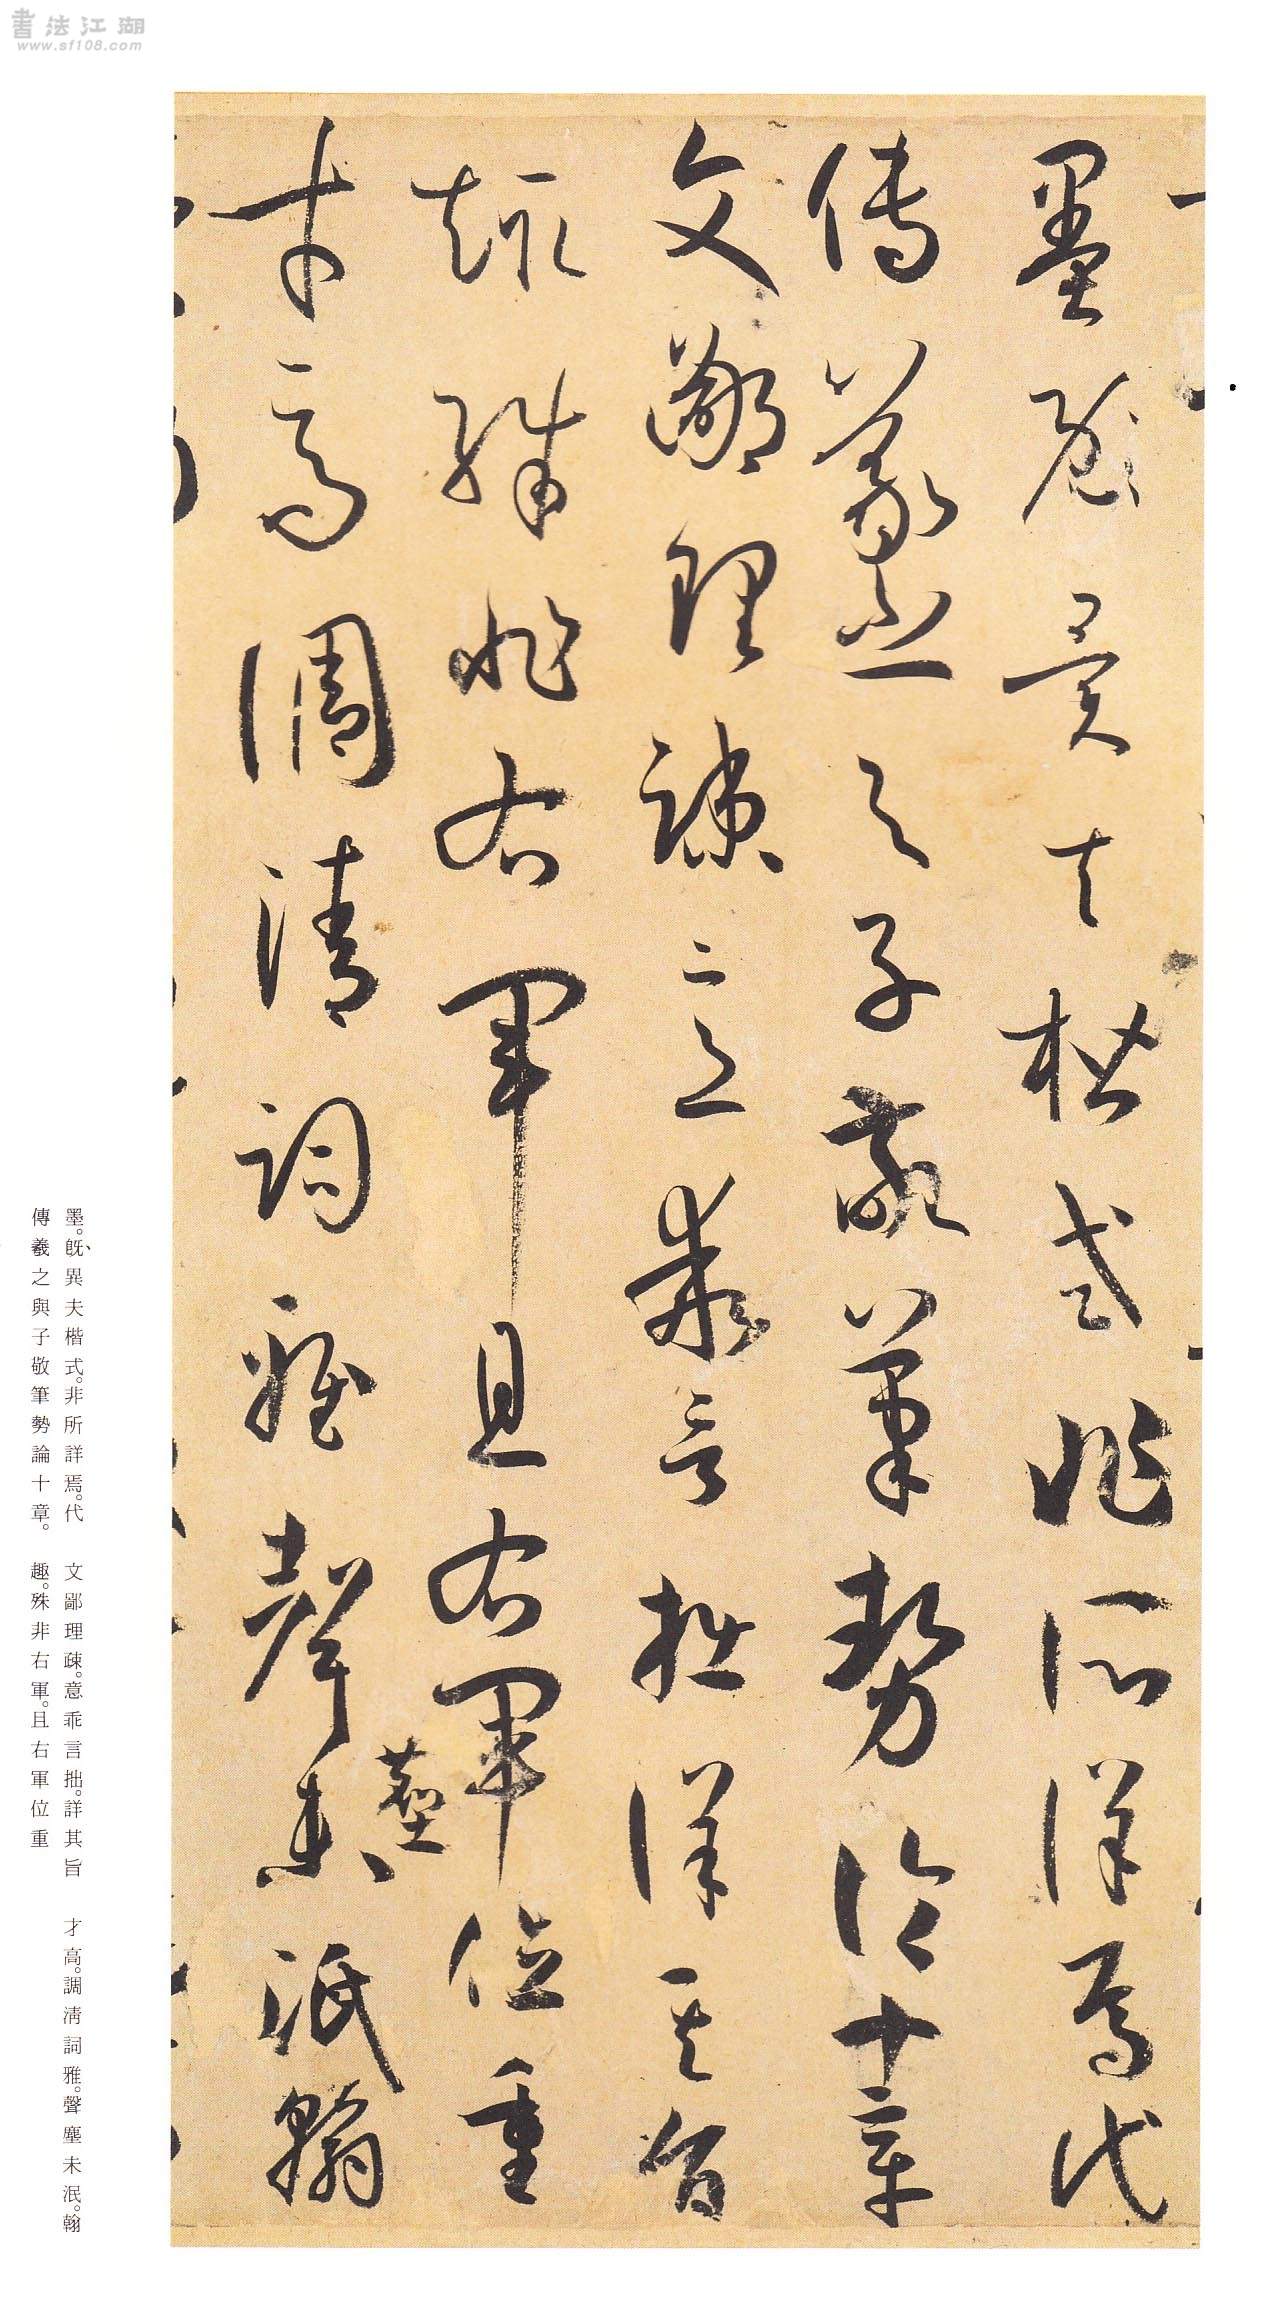 書法江湖
www.sf108.com
墨既異夫楷式非所詳焉代
傳羲之與子敬筆勢論十章
文鄙理疎意乖言拙詳其旨
趣殊非右軍且右軍位重
才高調清詞雅聲塵未泯翰
墨。既異夫楷式。非所詳焉。代
傳羲之與子敬筆勢論十章。
文鄙理疎。意乖言拙。詳其旨
趣。殊非右軍。且右軍位重
才高。調淸詞雅。聲塵未泯。翰